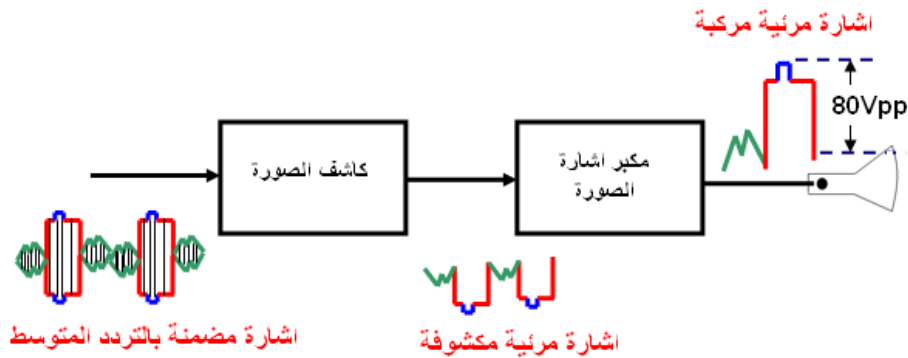 اشارة مرئية مركبة
80Vpp
كاشف الصورة
مكبر اشارة
الصورة
اشارة مرئية مكشوفة
اشارة مضمنة بالتردد المتوسط